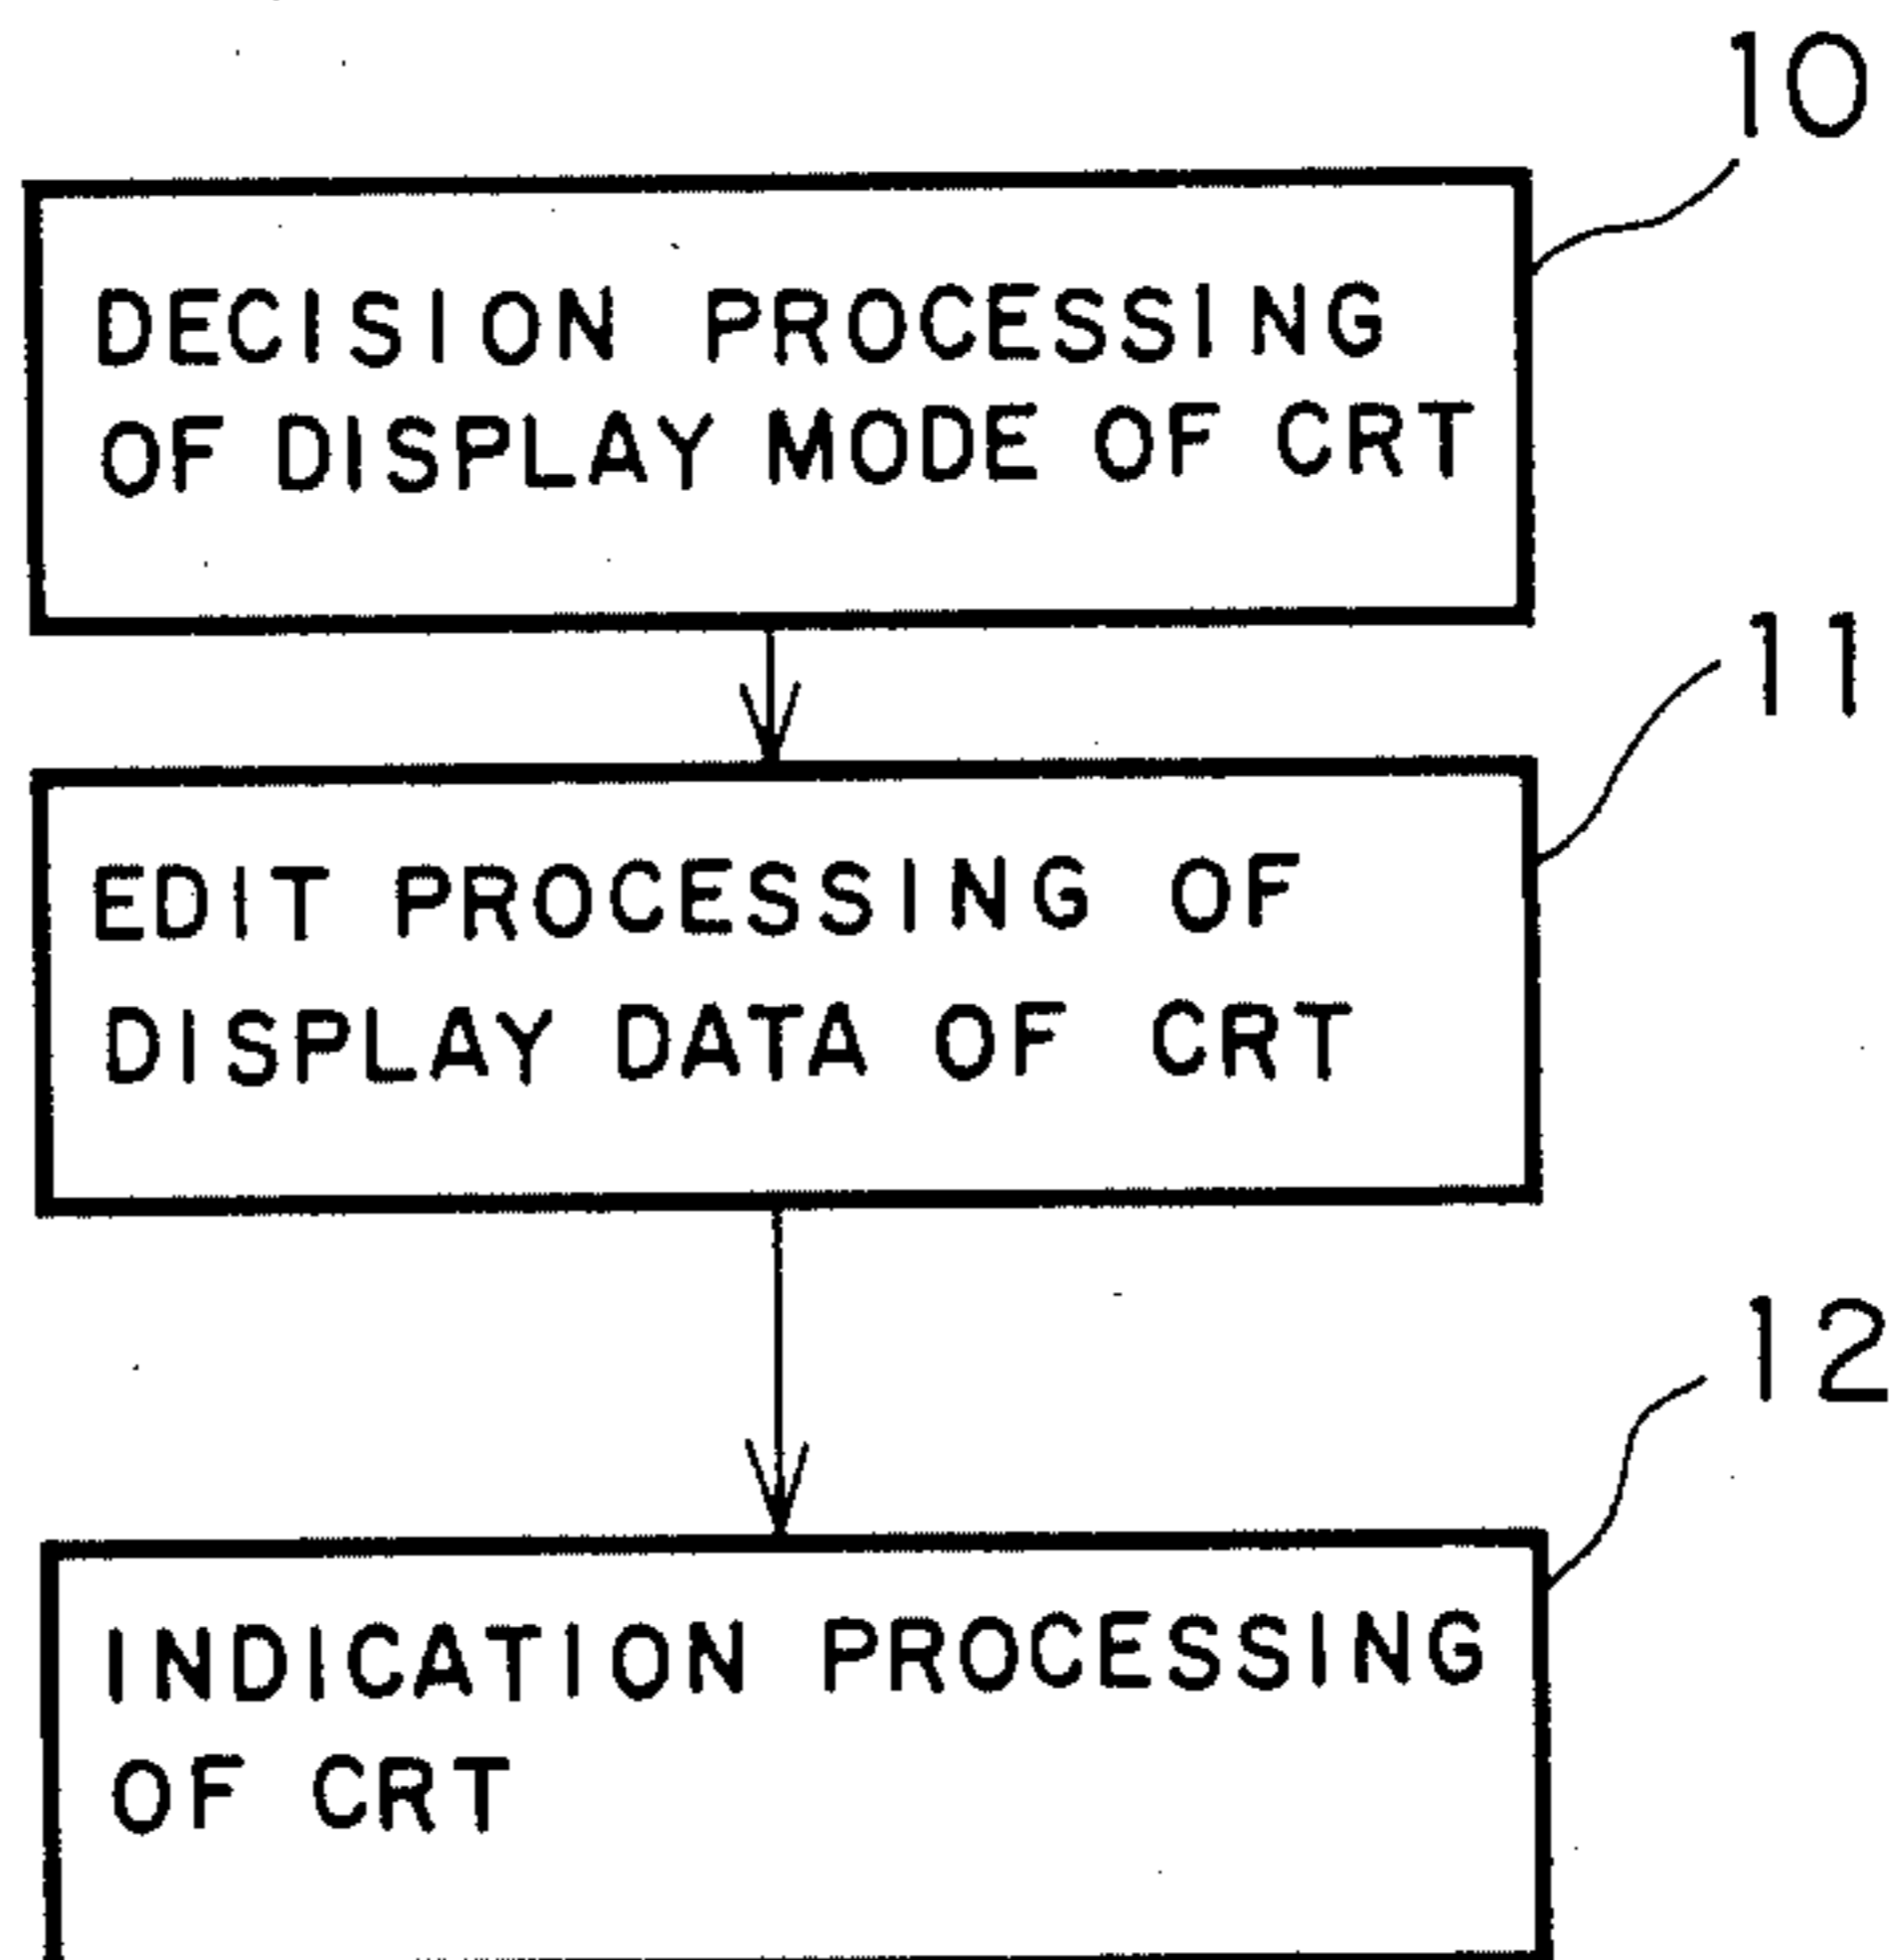 10
DECISION PROCESSING
OF DISPLAY MODE OF CRT
11
EDIT PROCESSING OF
DISPLAY DATA OF CRT
12
INDICATION PROCESSING
OF CRT